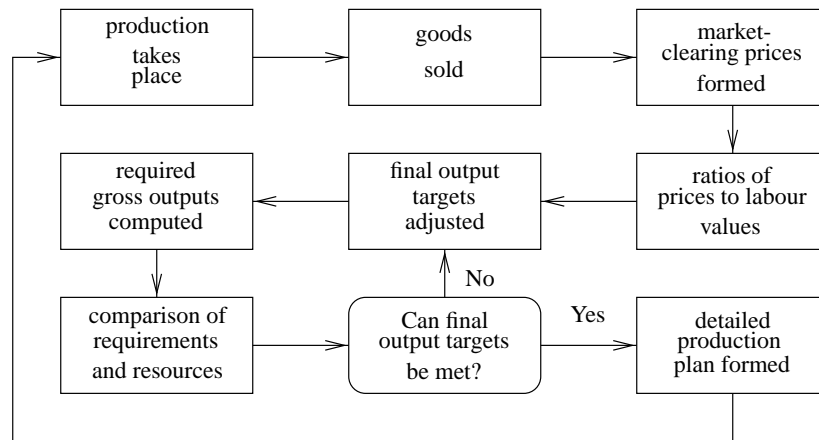 production
takes
place
goods
sold
market-
clearing prices
formed
ratios of
prices to labour
values
final output
targets
adjusted
required
gross outputs
computed
comparison of
requirements
and resources
Can final
output targets
be met?
No
Yes
detailed
production
plan formed